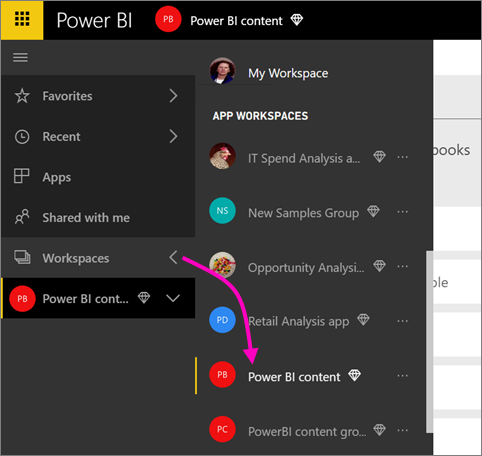 Power BI
PB
Power BI content
My Workspace
Favorites
APP WORKSPACES
Recent
IT Spend Analysis a...
Apps
NS
New Samples Group
Shared with me
Workspaces
Opportunity Analysi...
PB
Power BI cont...
PD
Retail Analysis app
PB
Power BI content
PC
PowerBI content gro...
books
ple